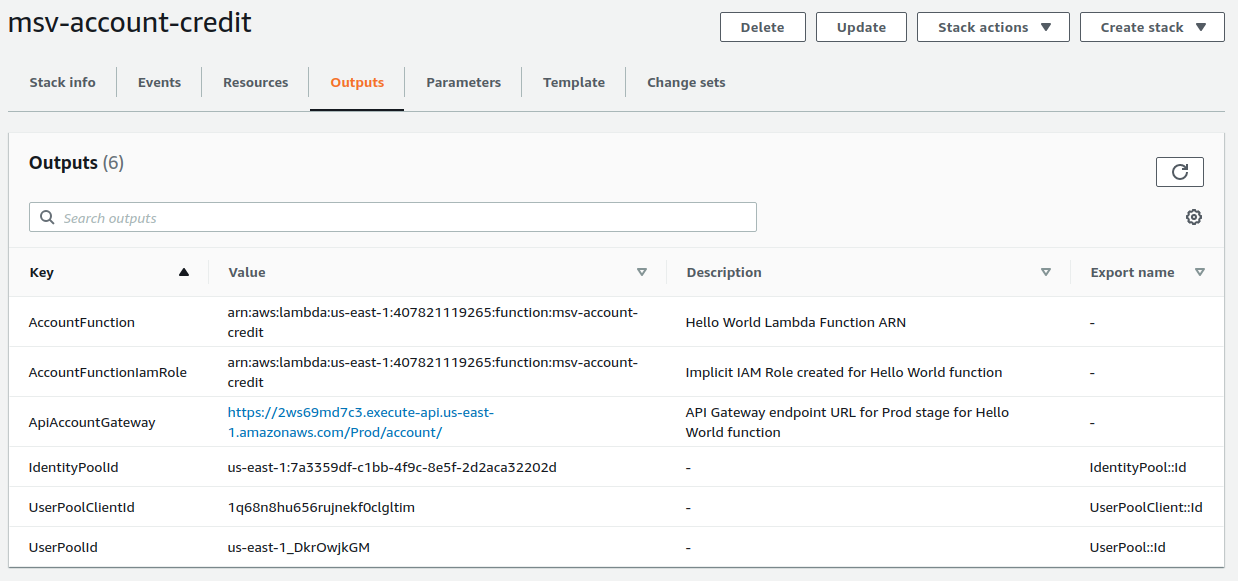 msv-account-credit
Delete
Update
Stack actions
Create stack
Stack info
Events
Resources
Outputs
Parameters
Template
Change sets
Outputs (6)
Search outputs
Key
Value
Description
Export name
AccountFunction
arn:aws:lambda:us-east-1:407821119265:function:msv-account-
credit
Hello World Lambda Function ARN
-
AccountFunctionIamRole
arn:aws:lambda:us-east-1:407821119265:function:msv-account-
credit
Implicit IAM Role created for Hello World function
-
ApiAccountGateway
https://2ws69md7c3.execute-api.us-east-
1.amazonaws.com/Prod/account/
API Gateway endpoint URL for Prod stage for Hello
World function
-
IdentityPoolId
us-east-1:7a3359df-c1bb-4f9c-8e5f-2d2aca32202d
-
IdentityPool::Id
UserPoolClientId
1q68n8hu656rujnekf0clgltim
-
UserPoolClient::Id
UserPoolId
us-east-1_DkrOwjkGM
-
UserPool::Id